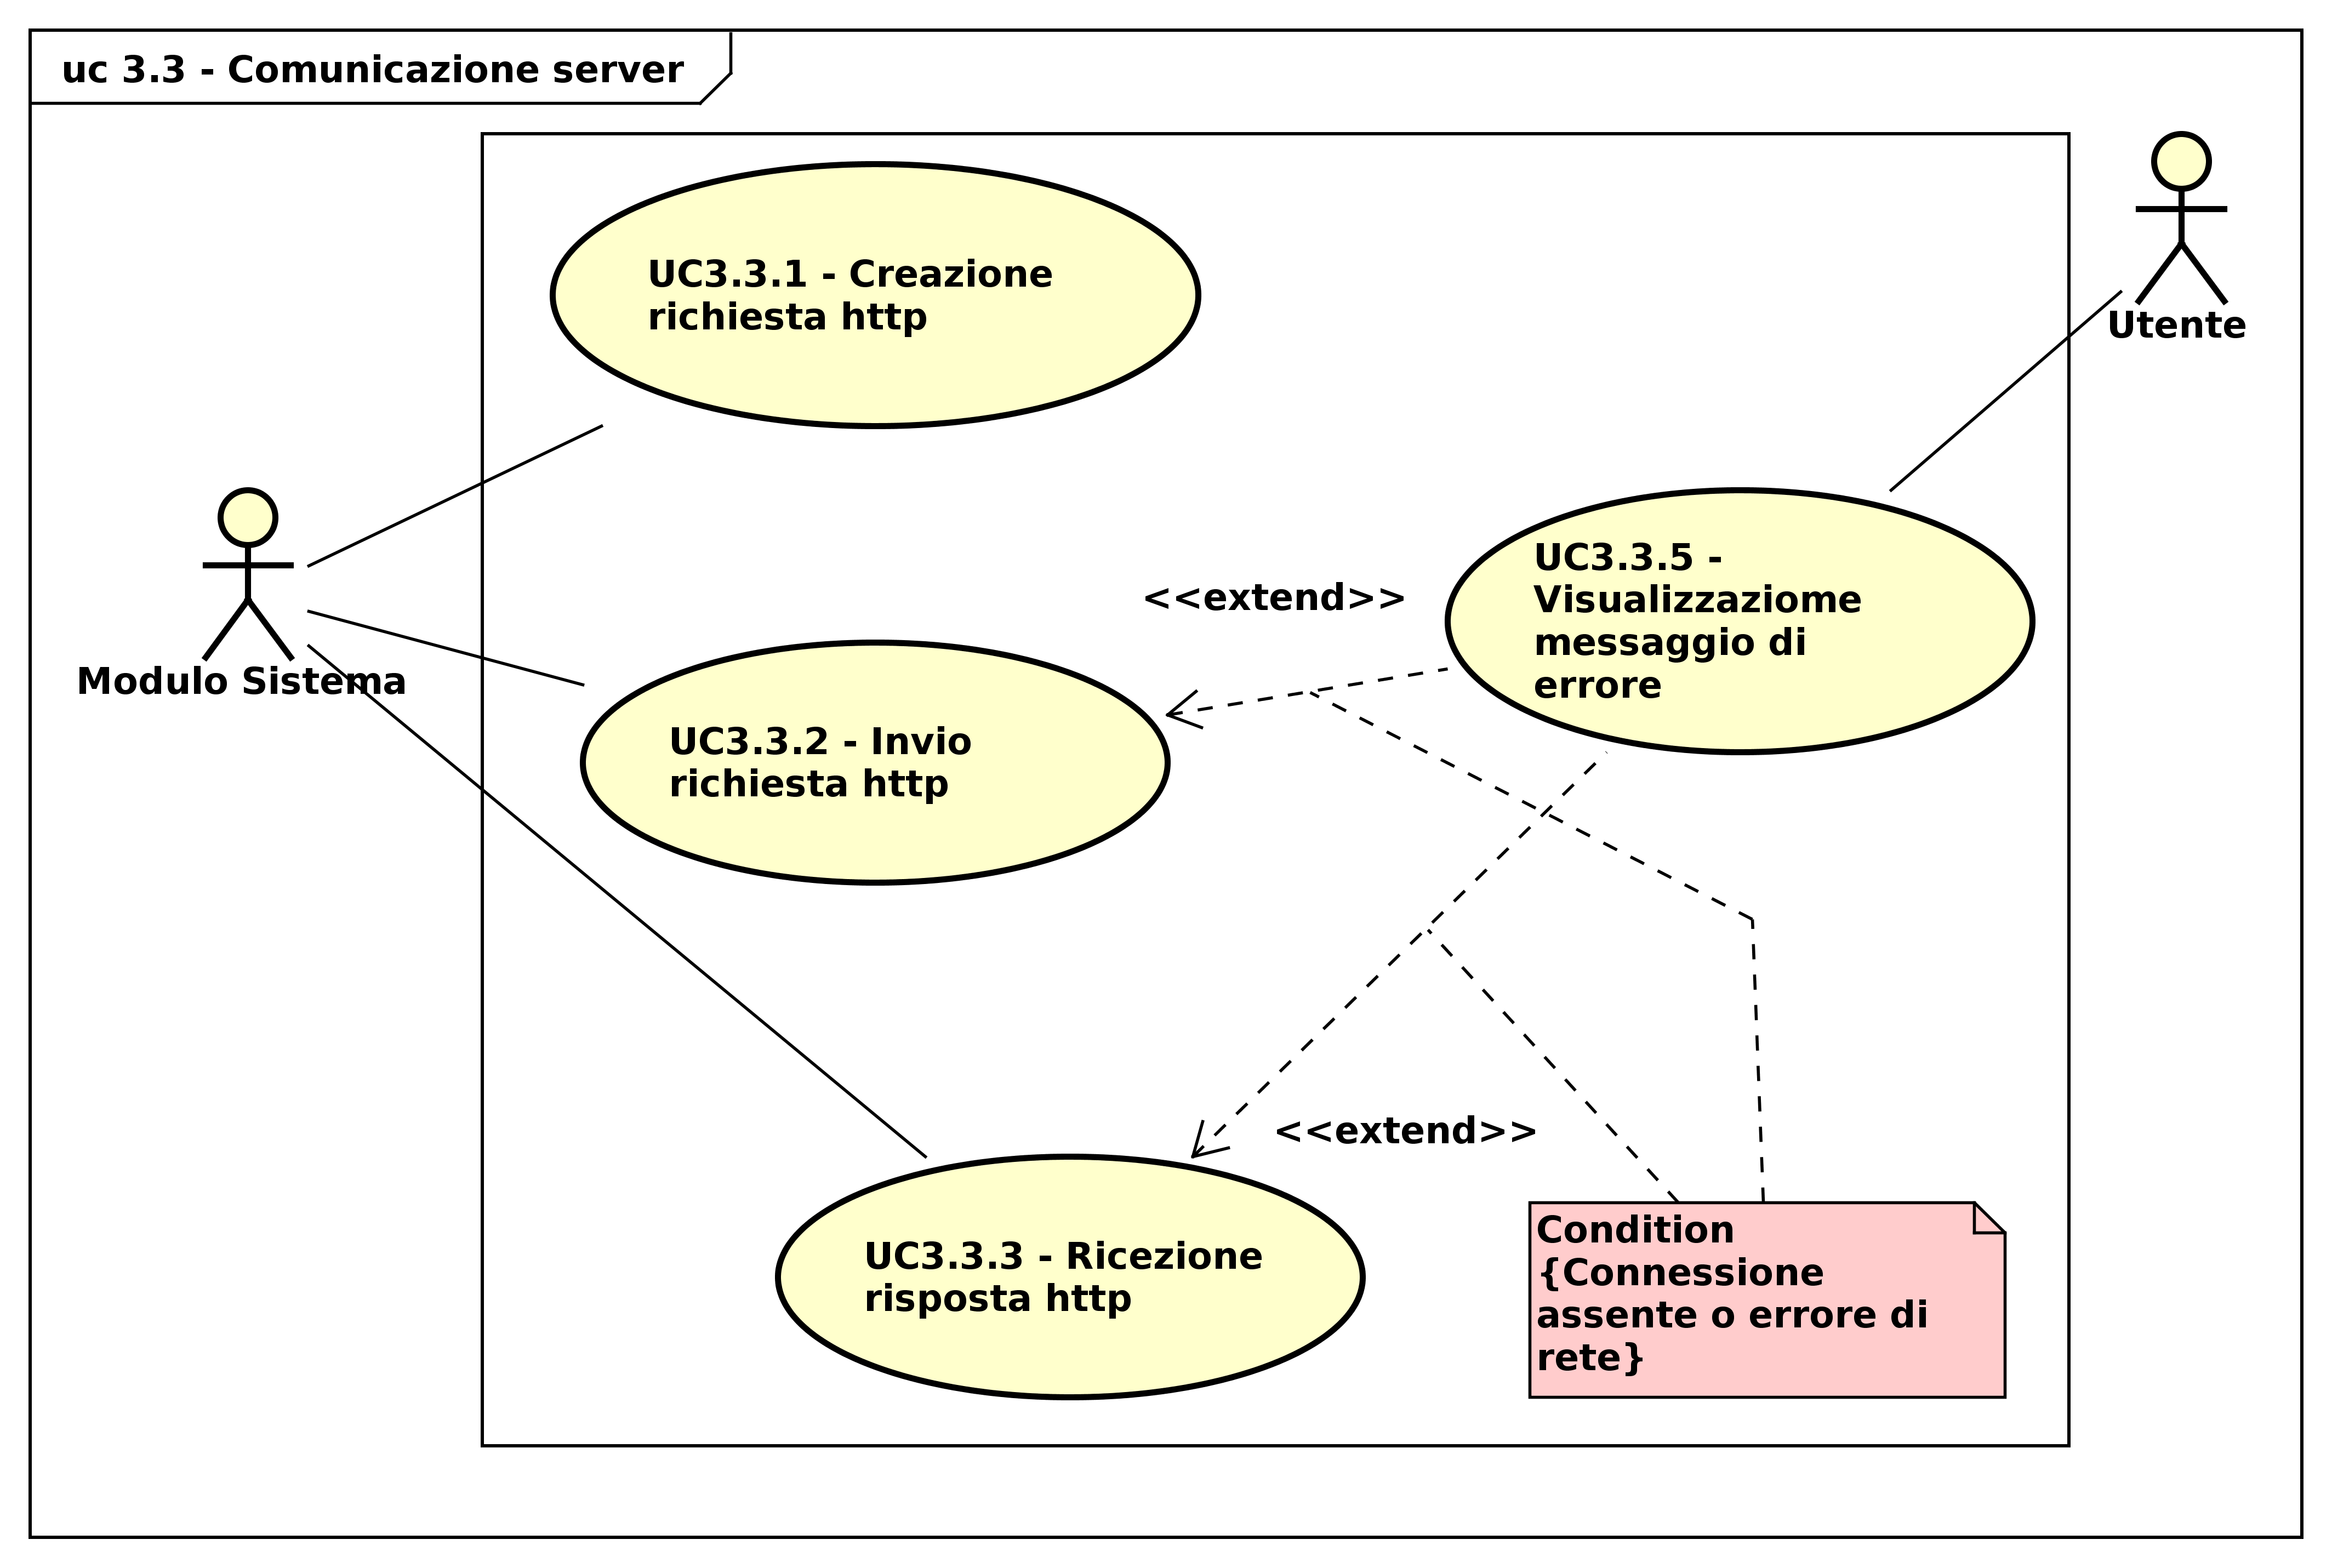 uc 3.3 - Comunicazione server
Utente
UC3.3.1 - Creazione
richiesta http
Modulo Sistema
<<extend>>
UC3.3.5 -
Visualizzaziome
messaggio di
errore
UC3.3.2 - Invio
richiesta http
<<extend>>
UC3.3.3 - Ricezione
risposta http
Condition
{Connessione
assente o errore di
rete}